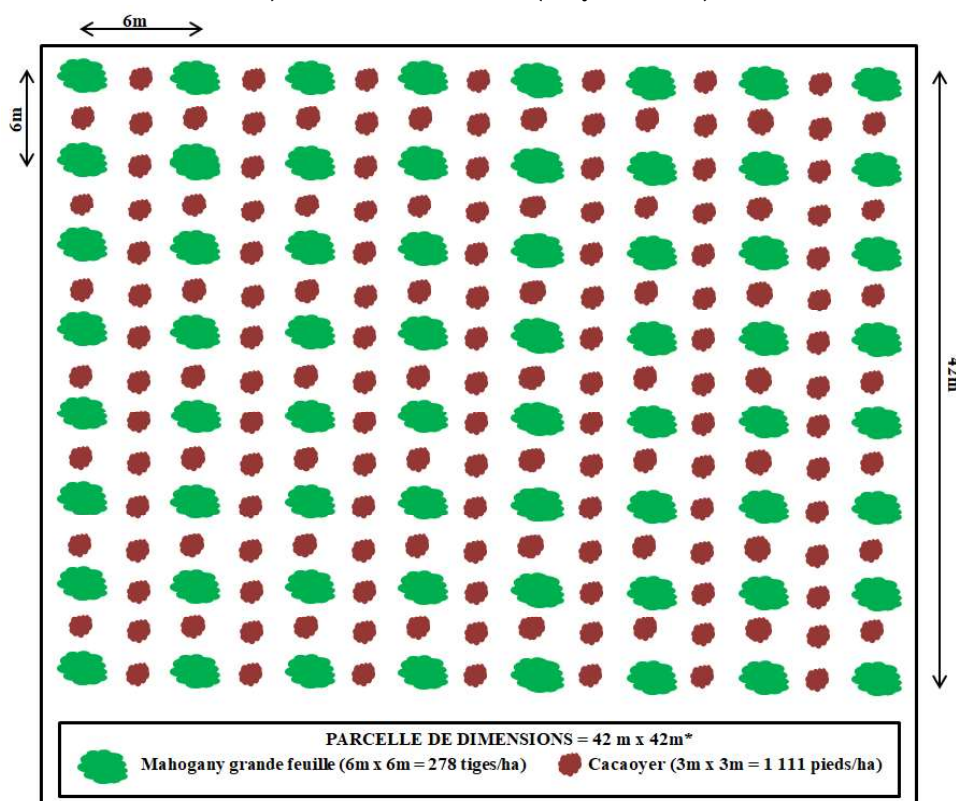 6m
6m
42m
PARCELLE DE DIMENSIONS = 42 m x 42m*
Mahogany grande feuille (6m x 6m = 278 tiges/ha) Cacaoyer (3m x 3m = 1 111 pieds/ha)